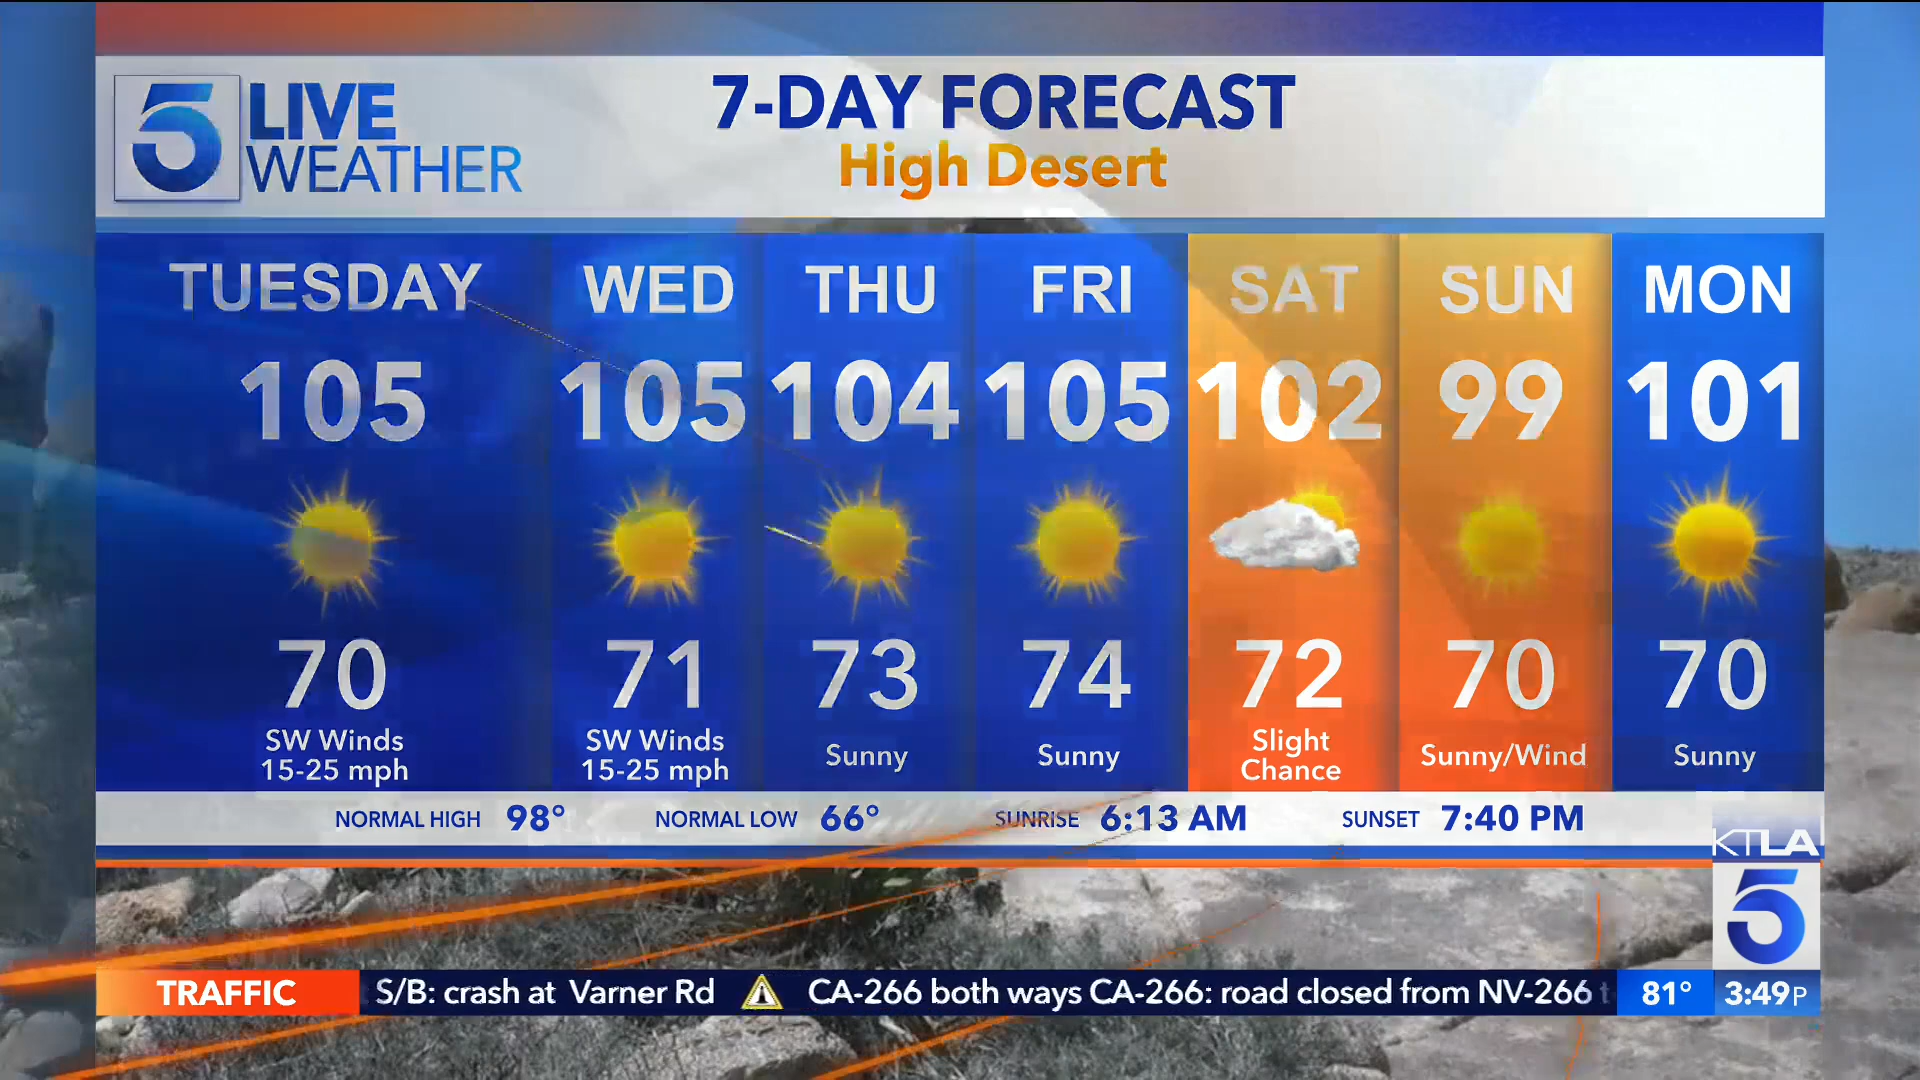 5 LIVE
WEATHER
7-DAY FORECAST
High Desert
TUESDAY
105
70
SW Winds
15-25 mph
WED
105
71
SW Winds
15-25 mph
THU
104
73
Sunny
FRI
105
74
Sunny
SAT
102
72
Slight
Chance
SUN
99
70
Sunny/Wind
MON
101
70
Sunny
NORMAL HIGH 98° NORMAL LOW 66° SUNRISE 6:13 AM SUNSET 7:40 PM
KTLA
5
TRAFFIC S/B: crash at Varner Rd CA-266 both ways CA-266: road closed from NV-266 81° 3:49P